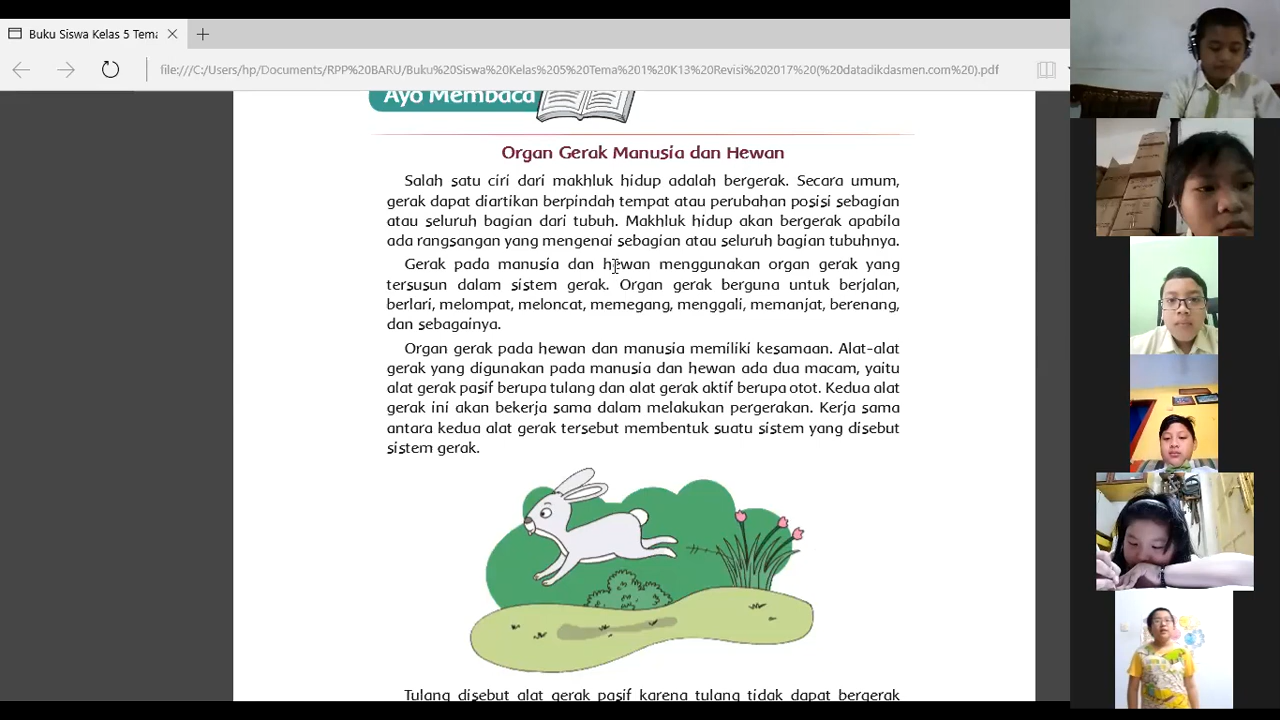 Buku Siswa Kelas 5 Tema
file:///C:/Users/hp/Documents/RPP%20BARU/Buku%20Siswa%20Kelas%205%20Tema%201%20K13%20Revisi%202017%20(%20datadikdasmen.com%20).pdf
Ayo Membaca
Organ Gerak Manusia dan Hewan
Salah satu ciri dari makhluk hidup adalah bergerak. Secara umum,
gerak dapat diartikan berpindah tempat atau perubahan posisi sebagian
atau seluruh bagian dari tubuh. Makhluk hidup akan bergerak apabila
ada rangsangan yang mengenai sebagian atau seluruh bagian tubuhnya.
Gerak pada manusia dan hewan menggunakan organ gerak yang
tersusun dalam sistem gerak. Organ gerak berguna untuk berjalan,
berlari, melompat, meloncat, memegang, menggali, memanjat, berenang,
dan sebagainya.
Organ gerak pada hewan dan manusia memiliki kesamaan. Alat-alat
gerak yang digunakan pada manusia dan hewan ada dua macam, yaitu
alat gerak pasif berupa tulang dan alat gerak aktif berupa otot. Kedua alat
gerak ini akan bekerja sama dalam melakukan pergerakan. Kerja sama
antara kedua alat gerak tersebut membentuk suatu sistem yang disebut
sistem gerak.
Tulang disebut alat gerak pasif karena tulang tidak dapat bergerak